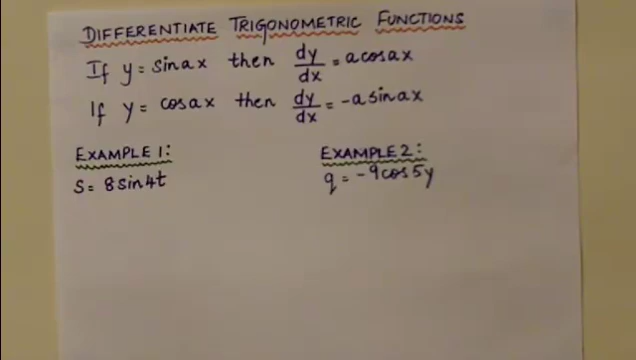 DIFFERENTIATE TRIGONOMETRIC FUNCTIONS
If y = sinax then dy/dx = acosax
If y = cosax then dy/dx = -asinax
EXAMPLE 1:
S = 8sin4t
EXAMPLE 2:
q = -9cos5y